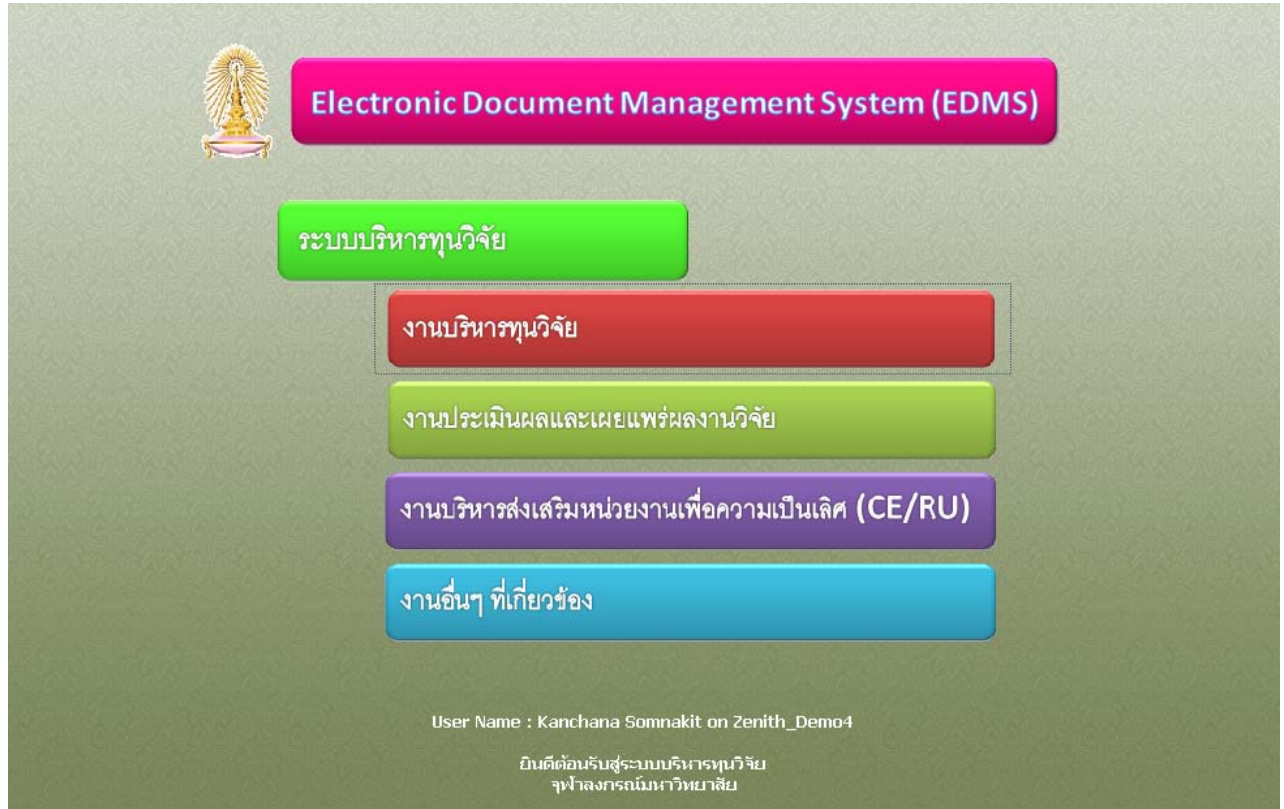 Electronic Document Management System (EDMS)
ระบบบริหารทุนวิจัย
งานบริหารทุนวิจัย
งานประเมินผลและเผยแพร่ผลงานวิจัย
งานบริหารส่งเสริมหน่วยงานเพื่อความเป็นเลิศ (CE/RU)
งานอื่นๆ ที่เกี่ยวข้อง
User Name : Kanchana Somnakit on Zenith_Demo4
ยินดีต้อนรับสู่ระบบบริหารทุนวิจัย
จุฬาลงกรณ์มหาวิทยาลัย